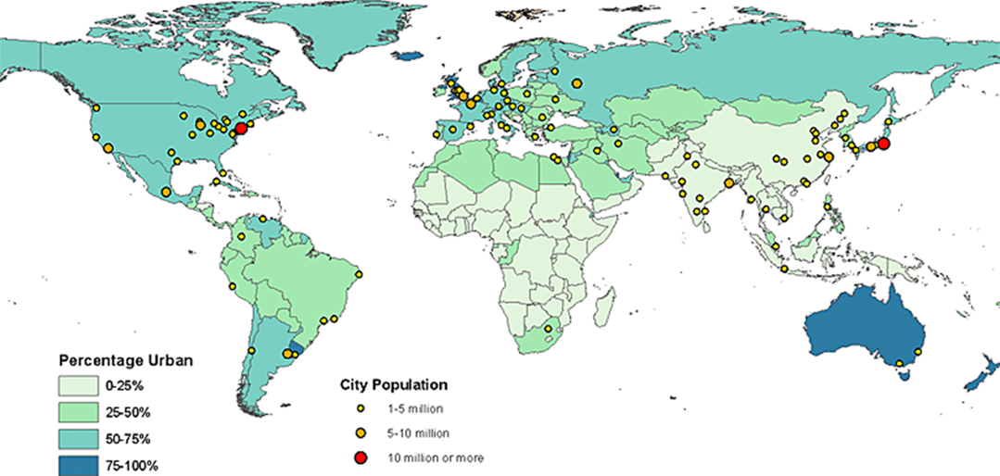 Percentage Urban
0-25%
25-50%
50-75%
75-100%
City Population
1-5 million
5-10 million
10 million or more